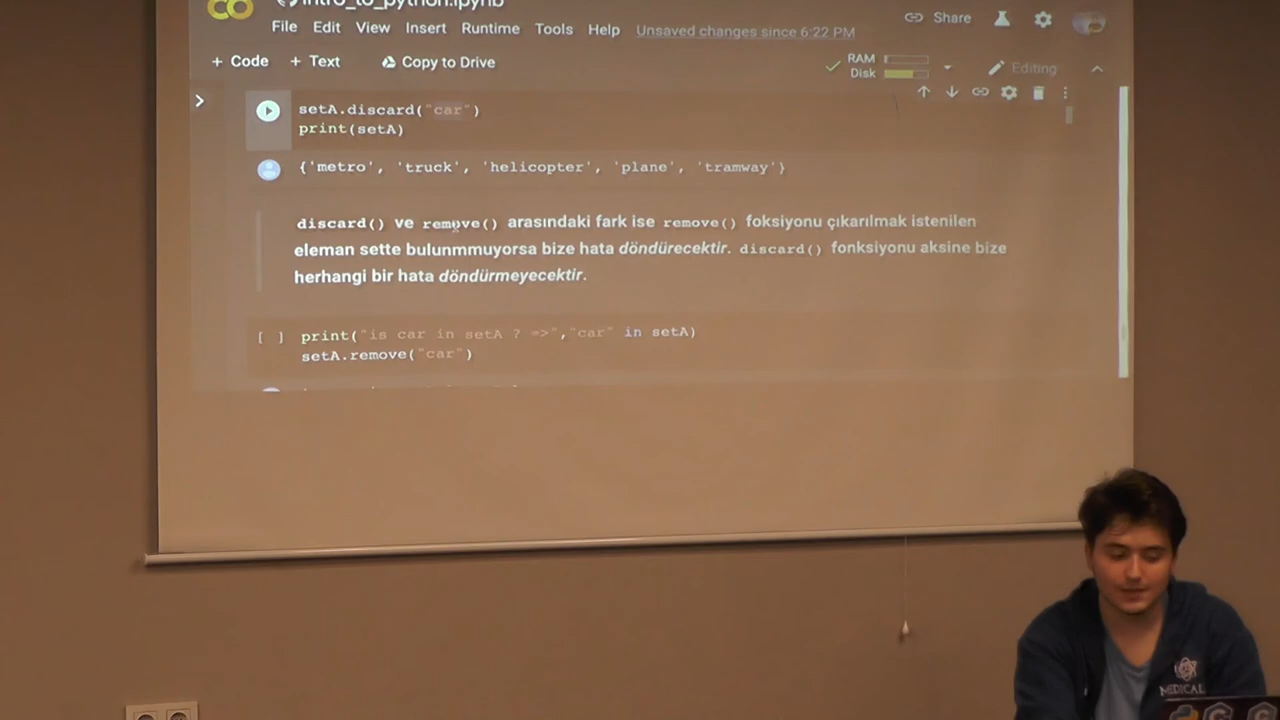 intro_to_python.ipynb
File Edit View Insert Runtime Tools Help Unsaved changes since 6:22 PM
Share
+ Code + Text Copy to Drive
RAM
Disk
Editing
setA.discard("car")
print(setA)
{'metro', 'truck', 'helicopter', 'plane', 'tramway'}
discard() ve remove() arasındaki fark ise remove() foksiyonu çıkarılmak istenilen
eleman sette bulunmmuyorsa bize hata döndürecektir. discard() fonksiyonu aksine bize
herhangi bir hata döndürmeyecektir.
[ ] print("is car in setA ? =>","car" in setA)
setA.remove("car")
MEDICAL